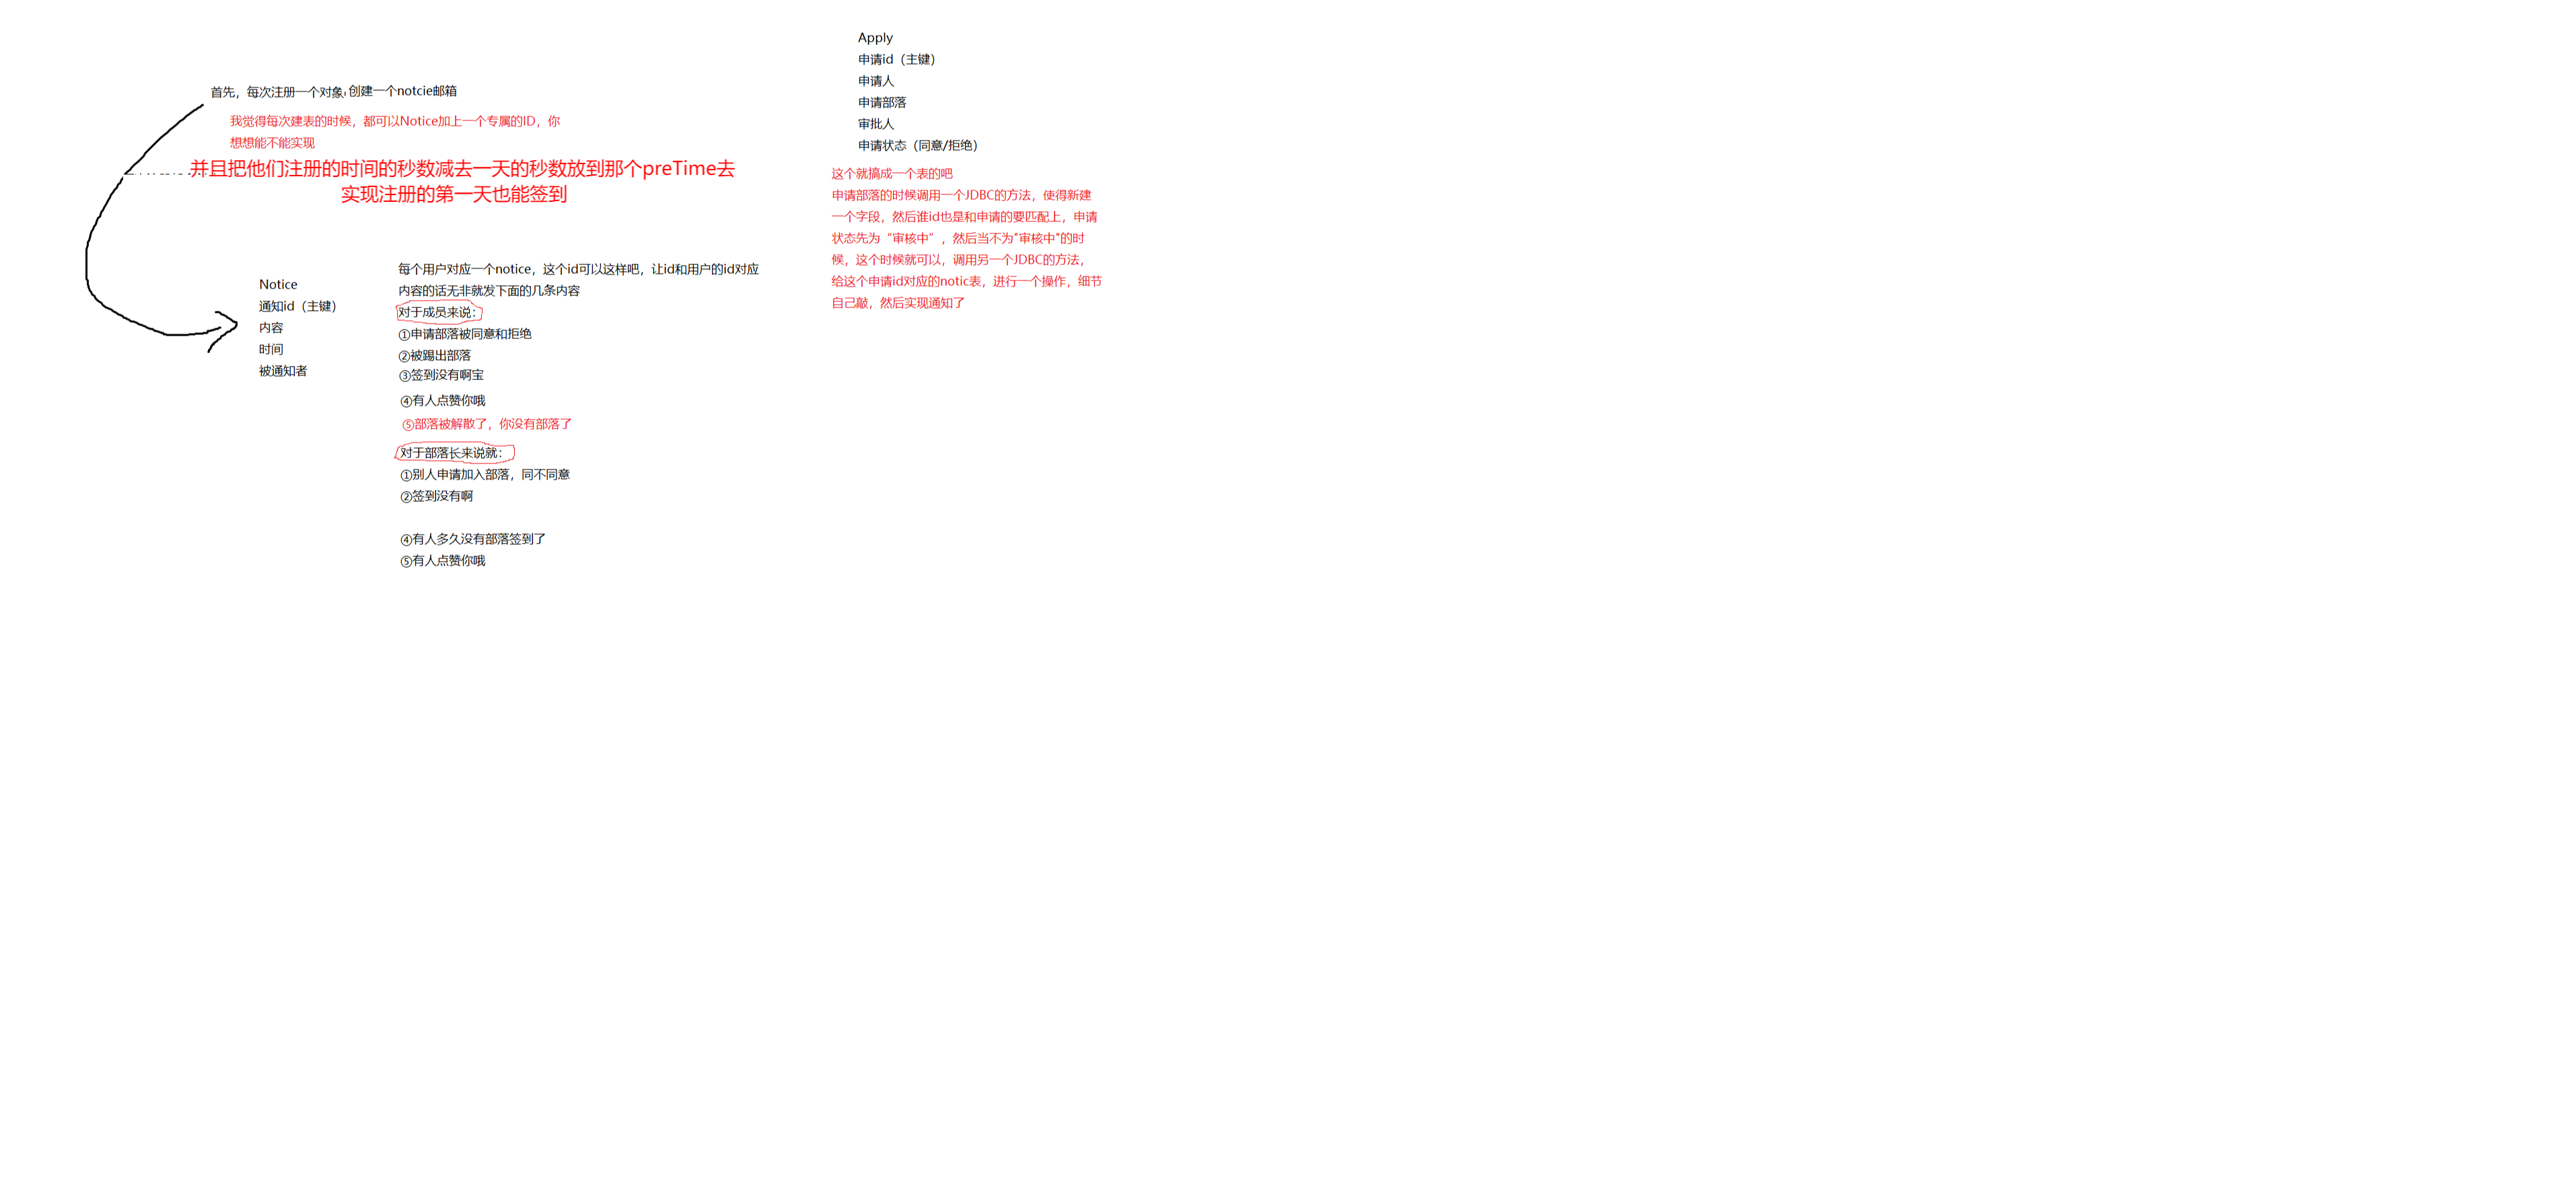 首先，每次注册一个对象，创建一个notcie邮箱
我觉得每次建表的时候，都可以Notice加上一个专属的ID，你
想想能不能实现
并且把他们注册的时间的秒数减去一天的秒数放到那个preTime去
实现注册的第一天也能签到
Notice
通知id（主键）
内容
时间
被通知者
每个用户对应一个notice，这个id可以这样吧，让id和用户的id对应
内容的话无非就发下面的几条内容
对于成员来说：
①申请部落被同意和拒绝
②被踢出部落
③签到没有啊宝
④有人点赞你哦
⑤部落被解散了，你没有部落了
对于部落长来说就：
①别人申请加入部落，同不同意
②签到没有啊
④有人多久没有部落签到了
⑤有人点赞你哦
Apply
申请id（主键）
申请人
申请部落
审批人
申请状态（同意/拒绝）
这个就搞成一个表的吧
申请部落的时候调用一个JDBC的方法，使得新建
一个字段，然后谁id也是和申请的要匹配上，申请
状态先为“审核中”，然后当不为"审核中"的时
候，这个时候就可以，调用另一个JDBC的方法，
给这个申请id对应的notic表，进行一个操作，细节
自己敲，然后实现通知了